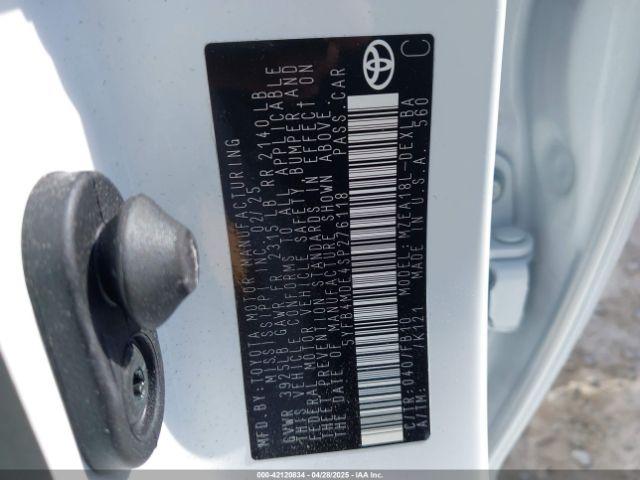 MFD.BY:TOYOTA MOTOR MANUFACTURING
MISSISSIPPI, INC. 02/25
GVWR 3925LB GAWR FR 2315 LB RR 2140LB
THIS VEHICLE CONFORMS TO ALL APPLICABLE
FEDERAL MOTOR VEHICLE SAFETY, BUMPER AND
THEFT PREVENTION STANDARDS IN EFFECT ON
THE DATE OF MANUFACTURE SHOWN ABOVE.
PASS.CAR
5YFB4MDE4SP276118
C/TR:040/FB10 MODEL:MZEA18L-DEXLBA
A/TM: /K121 MADE IN U.S.A. 560
C
000-42120834 04/28/2025 IAA Inc.